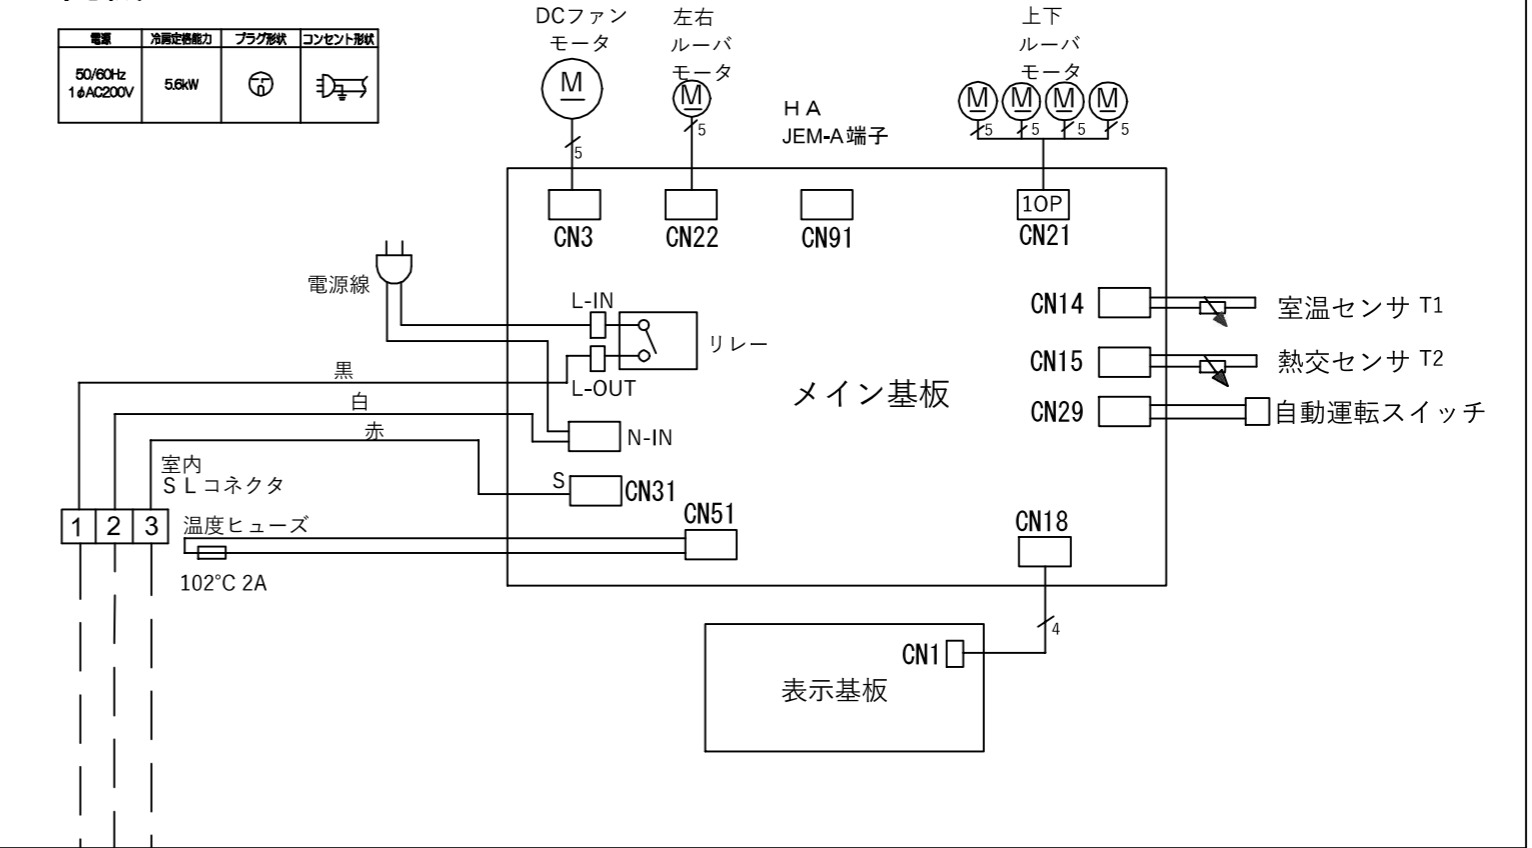 電源 冷房定格能力 プラグ形状 コンセント形状
50/60Hz
1φAC200V
5.6kW
DCファン
モータ
左右
ルーバ
モータ
上下
ルーバ
モータ
M
M
M M M M
5
5
5 5 5 5
HA
JEM-A端子
CN3
CN22
CN91
10P
CN21
電源線
L-IN
リレー
L-OUT
黒
白
赤
N-IN
メイン基板
CN14
室温センサ T1
CN15
熱交センサ T2
CN29
自動運転スイッチ
室内
SLコネクタ
S
CN31
1 2 3
温度ヒューズ
102℃ 2A
CN51
CN18
4
CN1
表示基板